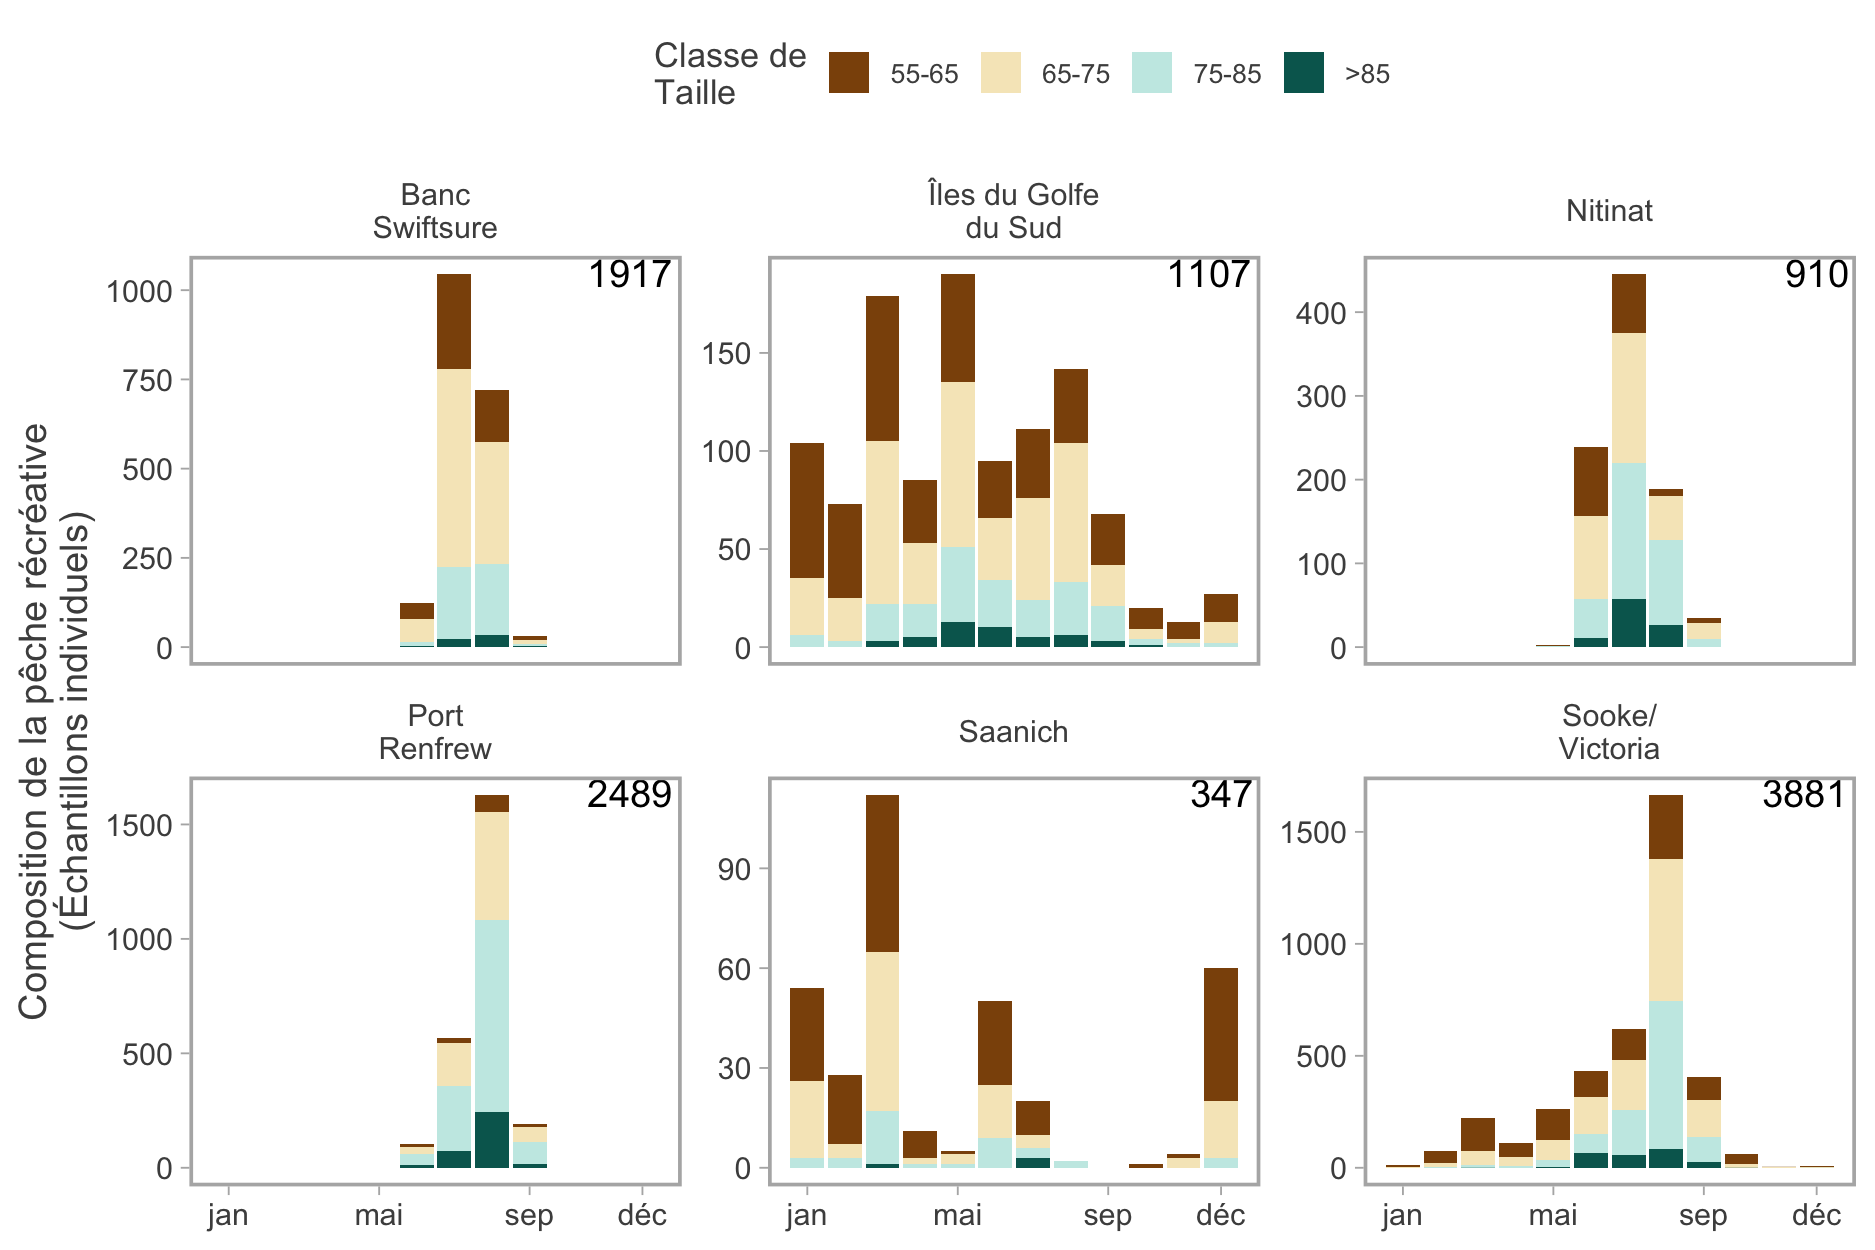 Classe de
Taille
55-65
65-75
75-85
>85
Composition de la pêche récréative
(Échantillons individuels)
Banc
Swiftsure
1917
1000
750
500
250
0
Îles du Golfe
du Sud
1107
150
100
50
0
Nitinat
910
400
300
200
100
0
Port
Renfrew
2489
1500
1000
500
0
jan
mai
sep
déc
Saanich
347
90
60
30
0
jan
mai
sep
déc
Sooke/
Victoria
3881
1500
1000
500
0
jan
mai
sep
déc